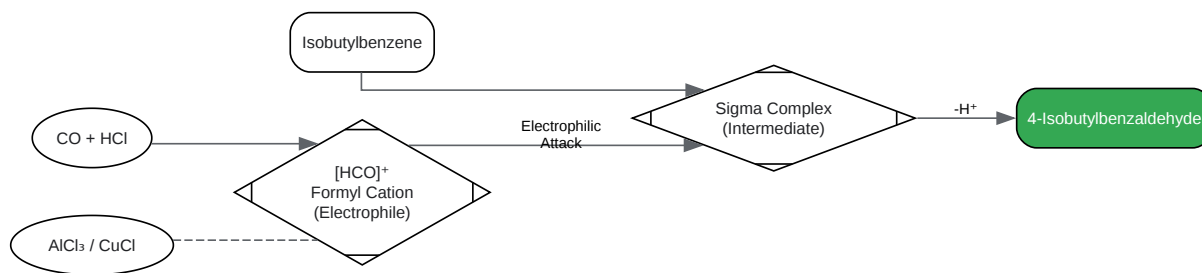 Isobutylbenzene
CO + HCl
AlCl₃ / CuCl
[HCO]⁺
Formyl Cation
(Electrophile)
Electrophilic
Attack
Sigma Complex
(Intermediate)
-H⁺
4-Isobutylbenzaldehyde